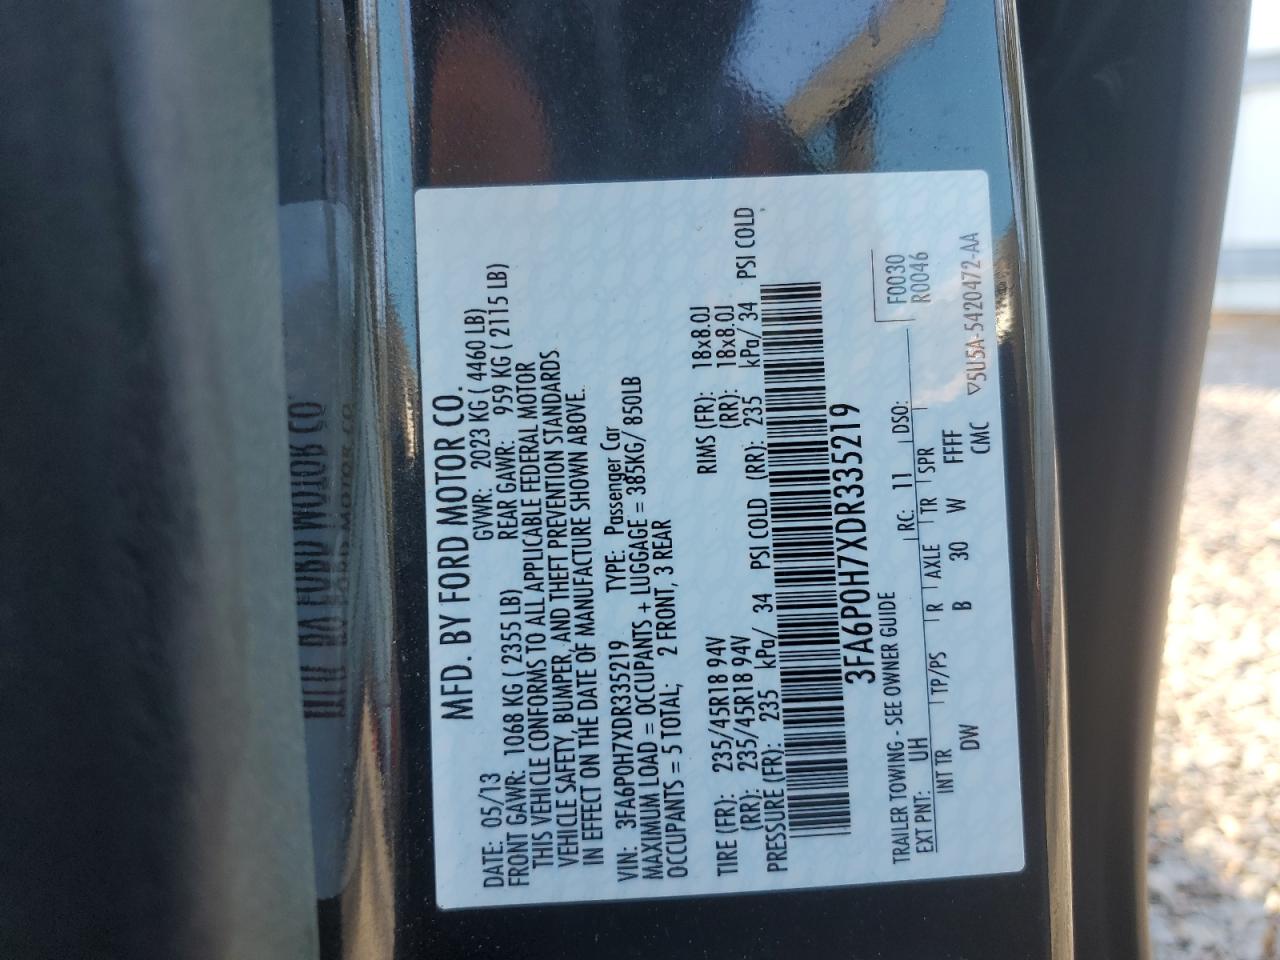 MFD. BY FORD MOTOR CO.
DATE: 05/13 GVWR: 2023 KG ( 4460 LB)
FRONT GAWR: 1068 KG ( 2355 LB) REAR GAWR: 959 KG ( 2115 LB)
THIS VEHICLE CONFORMS TO ALL APPLICABLE FEDERAL MOTOR
VEHICLE SAFETY, BUMPER, AND THEFT PREVENTION STANDARDS
IN EFFECT ON THE DATE OF MANUFACTURE SHOWN ABOVE.
VIN: 3FA6P0H7XDR335219 TYPE: Passenger Car
MAXIMUM LOAD = OCCUPANTS + LUGGAGE = 385KG/ 850LB
OCCUPANTS = 5 TOTAL, 2 FRONT, 3 REAR
RIMS (FR): 18x8.0J
TIRE (FR): 235/45R18 94V (RR): 18x8.0J
(RR): 235/45R18 94V
PRESSURE (FR): 235 kPa/ 34 PSI COLD (RR): 235 kPa/ 34 PSI COLD
3FA6P0H7XDR335219
TRAILER TOWING - SEE OWNER GUIDE F0030
EXT PNT: UH RC: 11 DSO: R0046
INT TR TP/PS R AXLE TR SPR
DW B 30 W FFFF
CMC ▽5U5A-5420472-AA